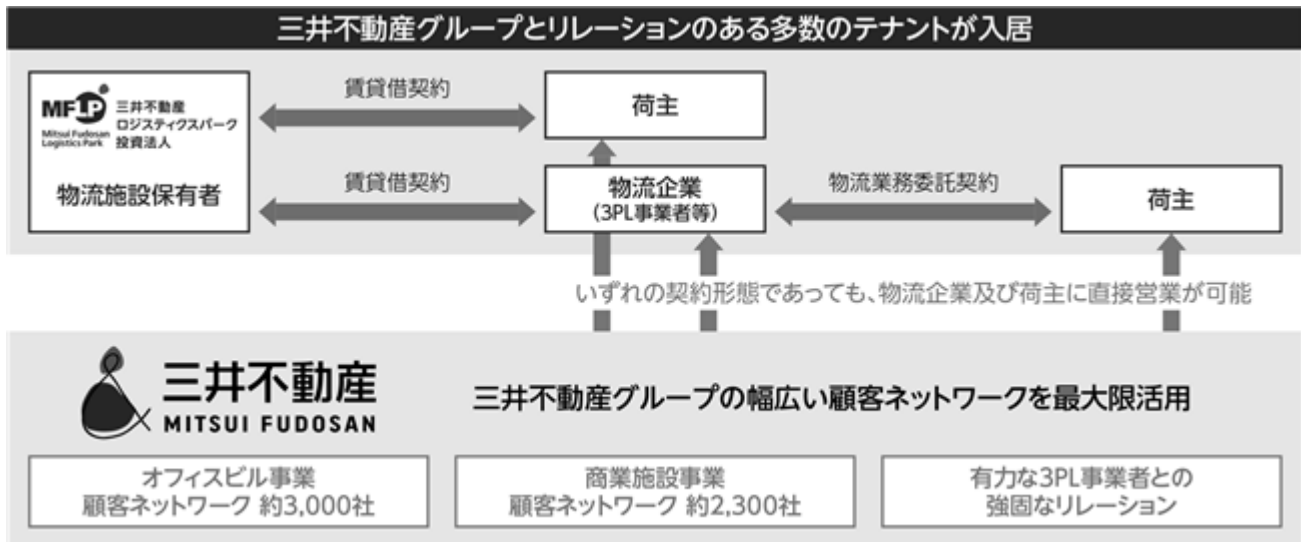 三井不動産グループとリレーションのある多数のテナントが入居
MFLP
Mitsui Fudosan
Logistics Park
三井不動産
ロジスティクスパーク
投資法人
物流施設保有者
賃貸借契約
荷主
賃貸借契約
物流企業
(3PL事業者等)
物流業務委託契約
荷主
いずれの契約形態であっても、物流企業及び荷主に直接営業が可能
三井不動産
MITSUI FUDOSAN
三井不動産グループの幅広い顧客ネットワークを最大限活用
オフィスビル事業
顧客ネットワーク 約3,000社
商業施設事業
顧客ネットワーク 約2,300社
有力な3PL事業者との
強固なリレーション